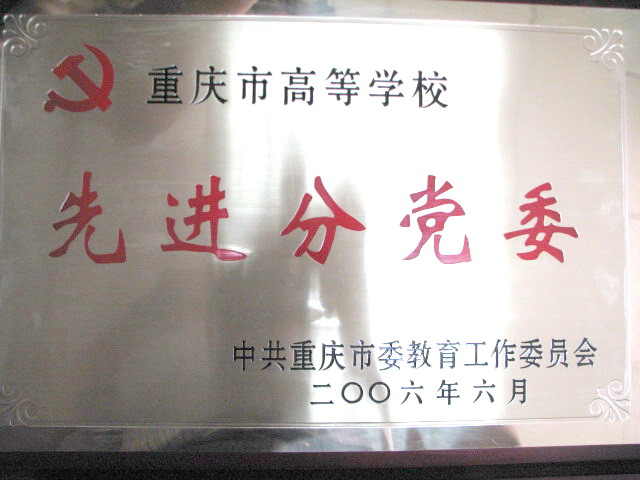 重庆市高等学校
先进分党委
中共重庆市委教育工作委员会
二〇〇六年六月